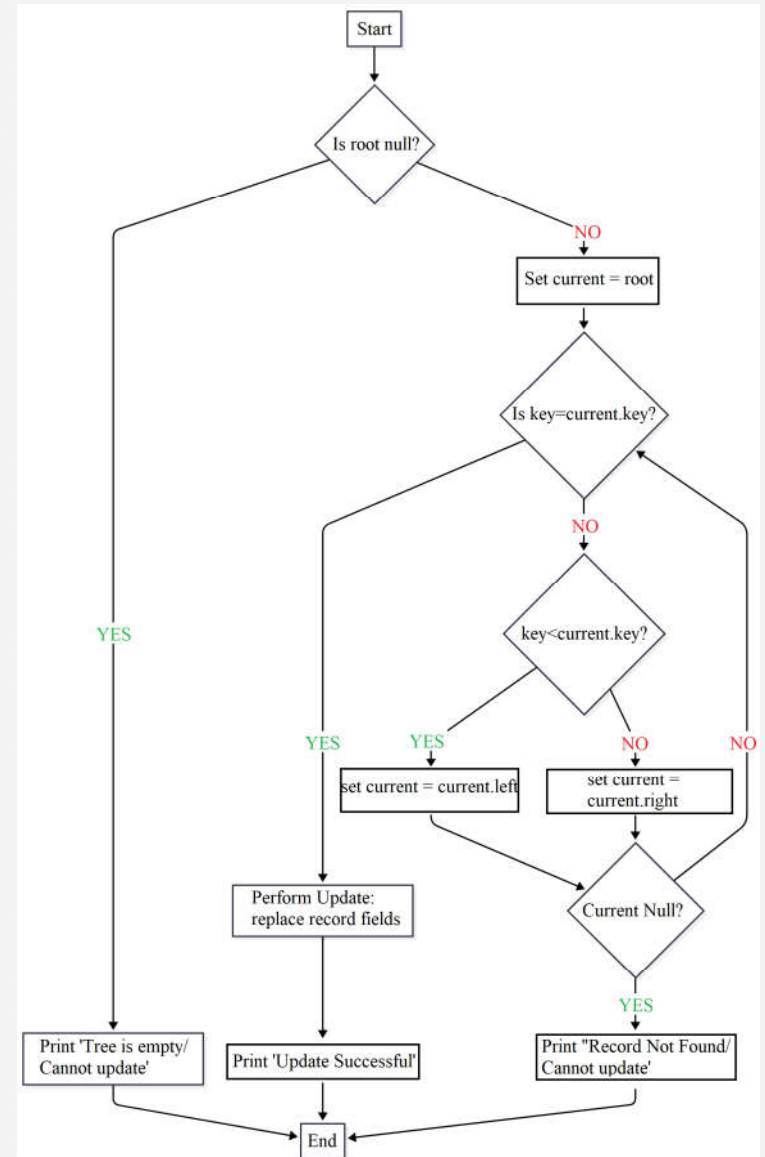 Start
Is root null?
NO
Set current = root
Is key=current.key?
NO
key<current.key?
YES
YES
YES
NO
NO
set current = current.left
set current =
current.right
Perform Update:
replace record fields
Current Null?
YES
Print 'Tree is empty/
Cannot update'
Print 'Update Successful'
Print "Record Not Found/
Cannot update'
End